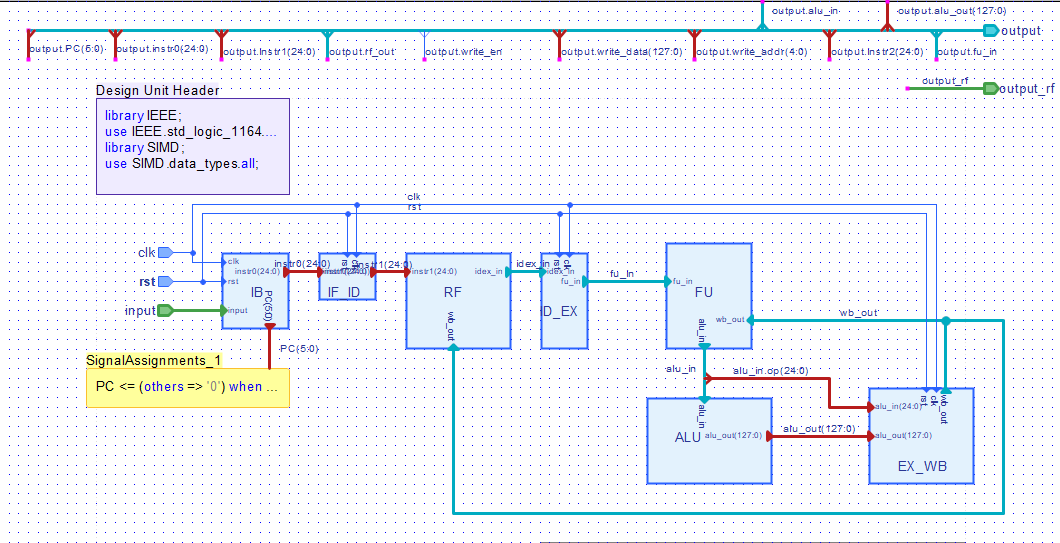 output.alu_in
output.alu_out(127:0)
output
output.PC(5:0)
output.instr0(24:0)
output.Instr1(24:0)
output.rf_out
output.write_en
output.write_data(127:0)
output.write_addr(4:0)
output.Instr2(24:0)
output.fu_in
output_rf
output_rf
Design Unit Header
library IEEE;
use IEEE.std_logic_1164....
library SIMD;
use SIMD.data_types.all;
clk
rst
clk
rst
input
clk
instr0(24:0)
rst
IB
PC(5:0)
input
instr0(24:0)
rst
clk
IF_ID
instr1(24:0)
instr1(24:0)
idex_in
RF
wb_out
idex_in
rst
clk
idex_in
fu_in
D_EX
fu_In
fu_in
FU
wb_out
alu_in
wb_out
PC(5:0)
SignalAssignments_1
PC <= (others => '0') when ...
alu_in
alu_in.op(24:0)
alu_in
ALU
alu_out(127:0)
alu_out(127:0)
rst
clk
wb_out
alu_in(24:0)
alu_out(127:0)
EX_WB